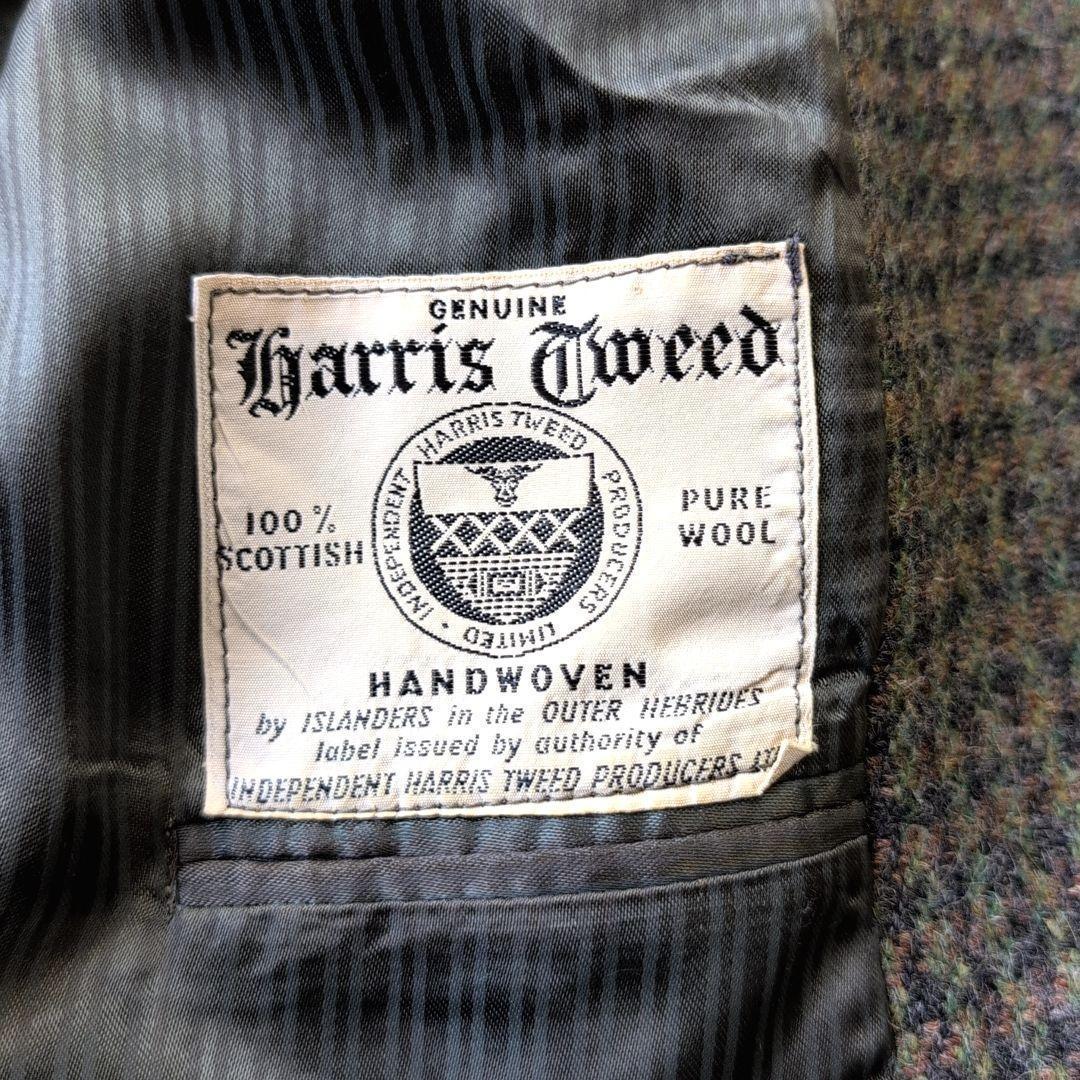 GENUINE
Harris Tweed
INDEPENDENT HARRIS TWEED PRODUCERS LIMITED •
100%
SCOTTISH
PURE
WOOL
HANDWOVEN
by ISLANDERS in the OUTER HEBRIDES
label issued by authority of
INDEPENDENT HARRIS TWEED PRODUCERS